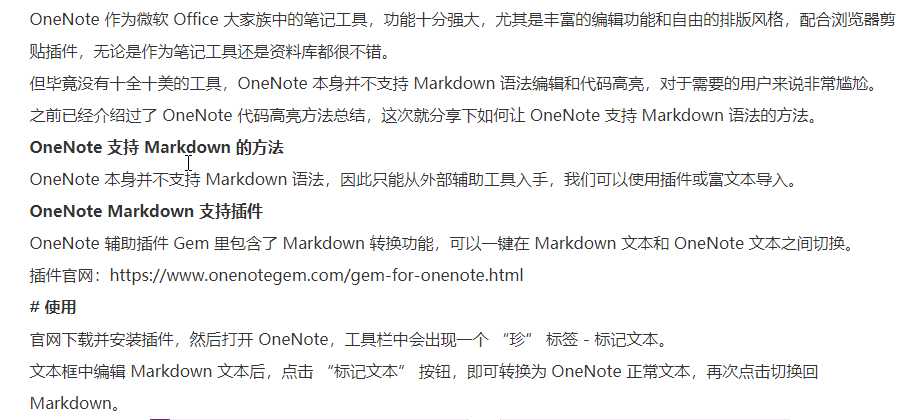 OneNote 作为微软 Office 大家族中的笔记工具，功能十分强大，尤其是丰富的编辑功能和自由的排版风格，配合浏览器剪
贴插件，无论是作为笔记工具还是资料库都很不错。
但毕竟没有十全十美的工具，OneNote 本身并不支持 Markdown 语法编辑和代码高亮，对于需要的用户来说非常尴尬。
之前已经介绍过了 OneNote 代码高亮方法总结，这次就分享下如何让 OneNote 支持 Markdown 语法的方法。
OneNote 支持 Markdown 的方法
OneNote 本身并不支持 Markdown 语法，因此只能从外部辅助工具入手，我们可以使用插件或富文本导入。
OneNote Markdown 支持插件
OneNote 辅助插件 Gem 里包含了 Markdown 转换功能，可以一键在 Markdown 文本和 OneNote 文本之间切换。
插件官网：https://www.onenotegem.com/gem-for-onenote.html
# 使用
官网下载并安装插件，然后打开 OneNote，工具栏中会出现一个 “珍” 标签 - 标记文本。
文本框中编辑 Markdown 文本后，点击 “标记文本” 按钮，即可转换为 OneNote 正常文本，再次点击切换回
Markdown。